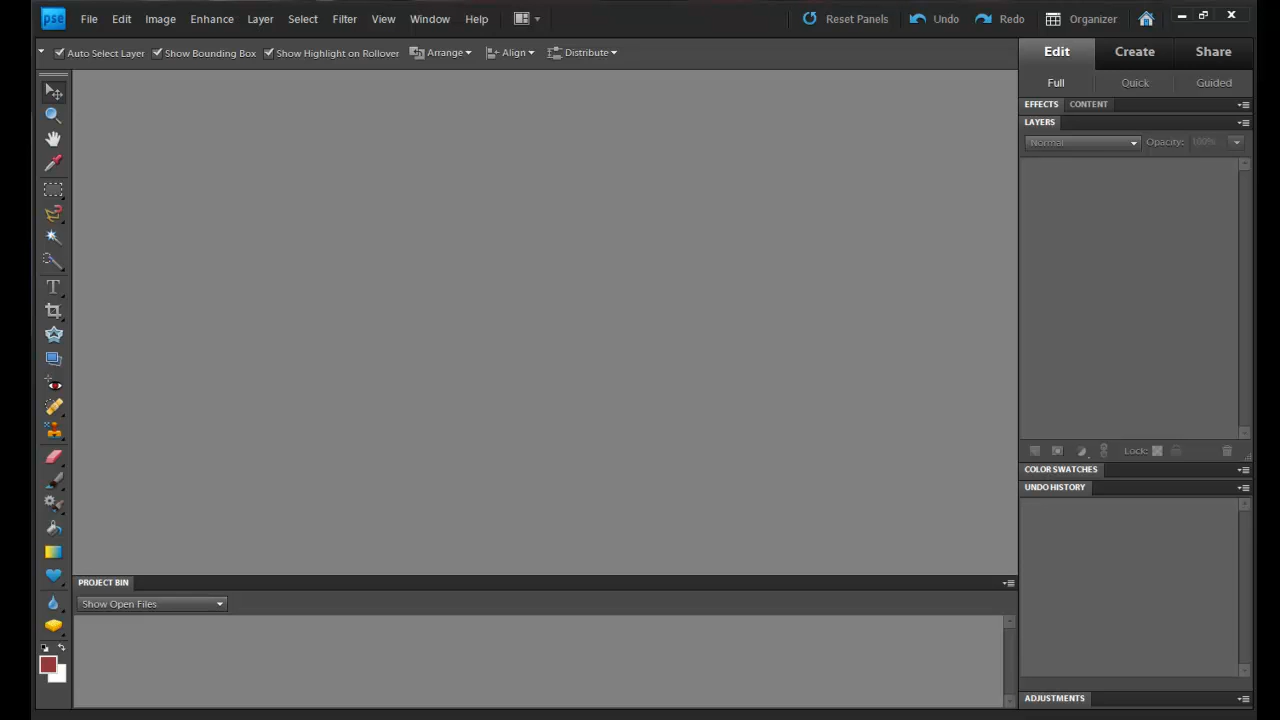 pse File Edit Image Enhance Layer Select Filter View Window Help Reset Panels Undo Redo Organizer
Auto Select Layer Show Bounding Box Show Highlight on Rollover Arrange Align Distribute
Edit Create Share
Full Quick Guided
EFFECTS CONTENT
LAYERS
Normal Opacity: 100%
T
Lock:
COLOR SWATCHES
UNDO HISTORY
PROJECT BIN
Show Open Files
ADJUSTMENTS